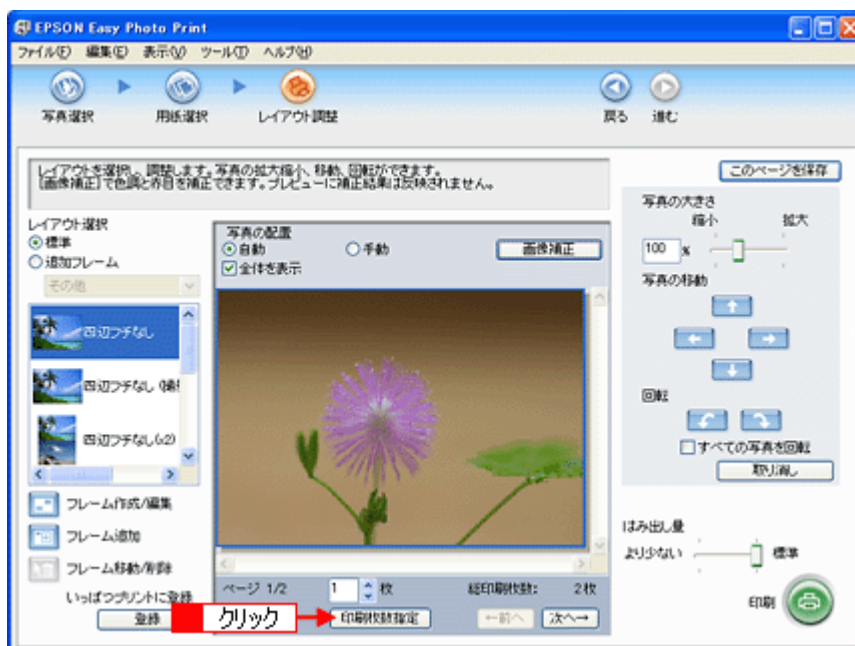 EPSON Easy Photo Print
ファイル(F) 編集(E) 表示(V) ツール(T) ヘルプ(H)
写真選択 用紙選択 レイアウト調整 戻る 進む
レイアウトを選択し、調整します。写真の拡大縮小、移動、回転ができます。
[画像補正]で色調と赤目を補正できます。プレビューに補正結果は反映されません。
このページを保存
レイアウト選択
標準
追加フレーム
その他
四辺フチなし
四辺フチなし
四辺フチなし(x2)
フレーム作成/編集
フレーム追加
フレーム移動/削除
いっぱつプリントに登録
登録
写真の配置
自動 手動 画像補正
全体を表示
ページ 1/2 1 枚 総印刷枚数: 2枚
クリック
印刷枚数指定 ←前へ 次へ→
写真の大きさ
縮小 拡大
100 %
写真の移動
回転
すべての写真を回転
取り消し
はみ出し量
より少ない 標準
印刷